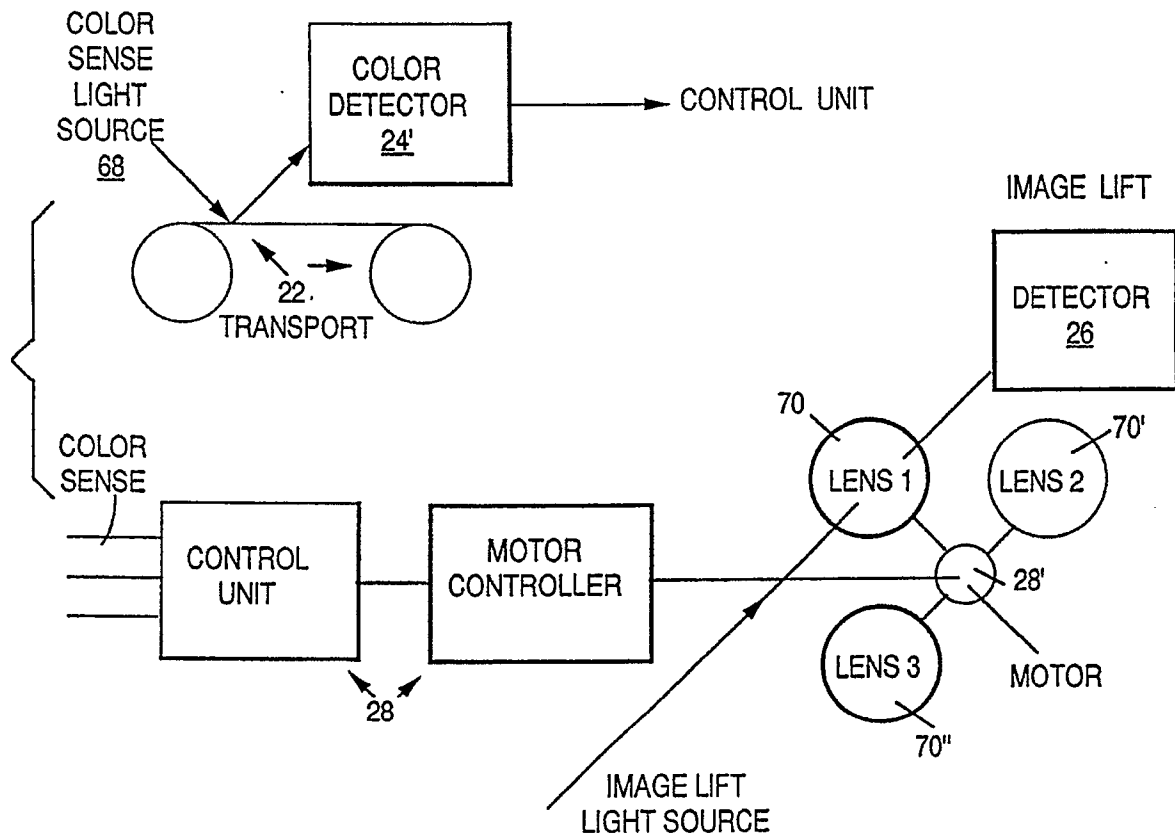 COLOR
SENSE
LIGHT
SOURCE
68
COLOR
DETECTOR
24'
CONTROL UNIT
22.
TRANSPORT
IMAGE LIFT
DETECTOR
26
COLOR
SENSE
CONTROL
UNIT
MOTOR
CONTROLLER
28
70
LENS 1
70'
LENS 2
28'
LENS 3
70"
MOTOR
IMAGE LIFT
LIGHT SOURCE